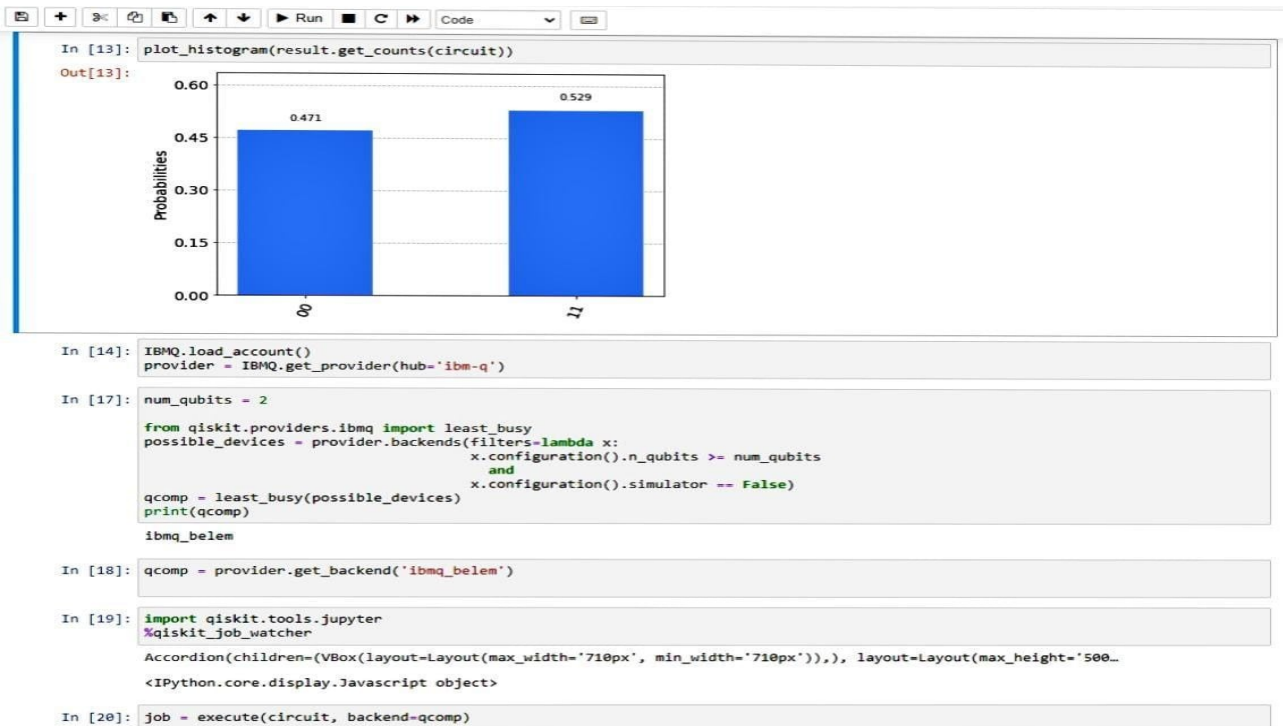 Run
Code
In [13]: plot_histogram(result.get_counts(circuit))
Out[13]:
0.60
0.529
0.471
0.45
Probabilities
0.30
0.15
0.00
00
11
In [14]: IBMQ.load_account()
provider = IBMQ.get_provider(hub='ibm-q')
In [17]: num_qubits = 2
from qiskit.providers.ibmq import least_busy
possible_devices = provider.backends(filters=lambda x:
x.configuration().n_qubits >= num_qubits
and
x.configuration().simulator == False)
qcomp = least_busy(possible_devices)
print(qcomp)
ibmq_belem
In [18]: qcomp = provider.get_backend('ibmq_belem')
In [19]: import qiskit.tools.jupyter
%qiskit_job_watcher
Accordion(children=(VBox(layout=Layout(max_width='710px', min_width='710px')),), layout=Layout(max_height='500…
<IPython.core.display.Javascript object>
In [20]: job = execute(circuit, backend=qcomp)